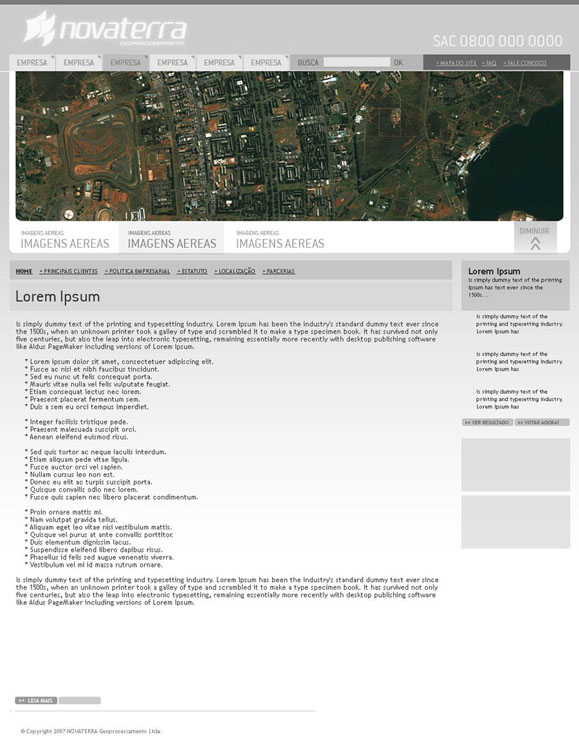 novaterra
GEOPROCESSAMENTO
SAC 0800 000 0000
EMPRESA EMPRESA EMPRESA EMPRESA EMPRESA EMPRESA BUSCA OK
> MAPA DO SITE > FAQ > FALE CONOSCO
IMAGENS AEREAS
IMAGENS AEREAS
IMAGENS AEREAS
IMAGENS AEREAS
IMAGENS AEREAS
IMAGENS AEREAS
DIMINUIR
HOME > PRINCIPAIS CLIENTES > POLITICA EMPRESARIAL > ESTATUTO > LOCALIZAÇÃO > PARCERIAS
Lorem Ipsum
Is simply dummy text of the printing and typesetting industry. Lorem Ipsum has been the industry's standard dummy text ever since
the 1500s, when an unknown printer took a galley of type and scrambled it to make a type specimen book. It has survived not only
five centuries, but also the leap into electronic typesetting, remaining essentially more recently with desktop publishing software
like Aldus PageMaker including versions of Lorem Ipsum.
* Lorem ipsum dolor sit amet, consectetuer adipiscing elit.
* Fusce ac nisi et nibh faucibus tincidunt.
* Sed eu nunc ut felis consequat porta.
* Mauris vitae nulla vel felis vulputate feugiat.
* Etiam consequat lectus nec lorem.
* Praesent placerat fermentum sem.
* Duis a sem eu orci tempus imperdiet.
* Integer facilisis tristique pede.
* Praesent malesuada suscipit orci.
* Aenean eleifend euismod risus.
* Sed quis tortor ac neque iaculis interdum.
* Etiam aliquam pede vitae ligula.
* Fusce auctor orci vel sapien.
* Nullam cursus leo non est.
* Donec eu elit ac turpis suscipit porta.
* Quisque convallis odio nec lorem.
* Fusce quis sapien nec libero placerat condimentum.
* Proin ornare mattis mi.
* Nam volutpat gravida tellus.
* Aliquam eget leo vitae nisi vestibulum mattis.
* Quisque vel purus at ante convallis porttitor.
* Duis elementum dignissim lacus.
* Suspendisse eleifend libero dapibus risus.
* Phasellus id felis sed augue venenatis viverra.
* Vestibulum vel mi id massa rutrum ornare.
Is simply dummy text of the printing and typesetting industry. Lorem Ipsum has been the industry's standard dummy text ever since
the 1500s, when an unknown printer took a galley of type and scrambled it to make a type specimen book. It has survived not only
five centuries, but also the leap into electronic typesetting, remaining essentially more recently with desktop publishing software
like Aldus PageMaker including versions of Lorem Ipsum.
Lorem Ipsum
Is simply dummy text of the printing
Ipsum has text ever since the
1500s...
Is simply dummy text of the
printing and typesetting industry.
Lorem Ipsum has
Is simply dummy text of the
printing and typesetting industry.
Lorem Ipsum has
Is simply dummy text of the
printing and typesetting industry.
Lorem Ipsum has
>> VER RESULTADO >> VOTAR AGORA!
>> LEIA MAIS
© Copyright 2007 NOVATERRA Geoprocessamento Ltda.